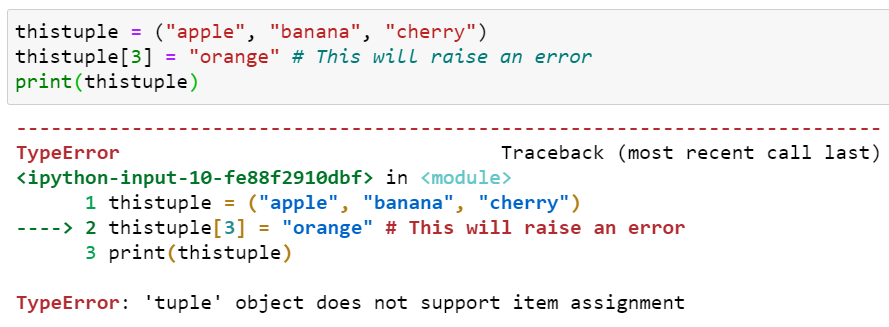 thistuple = ("apple", "banana", "cherry")
thistuple[3] = "orange" # This will raise an error
print(thistuple)
---------------------------------------------------------------------------
TypeError Traceback (most recent call last)
<ipython-input-10-fe88f2910dbf> in <module>
1 thistuple = ("apple", "banana", "cherry")
----> 2 thistuple[3] = "orange" # This will raise an error
3 print(thistuple)
TypeError: 'tuple' object does not support item assignment